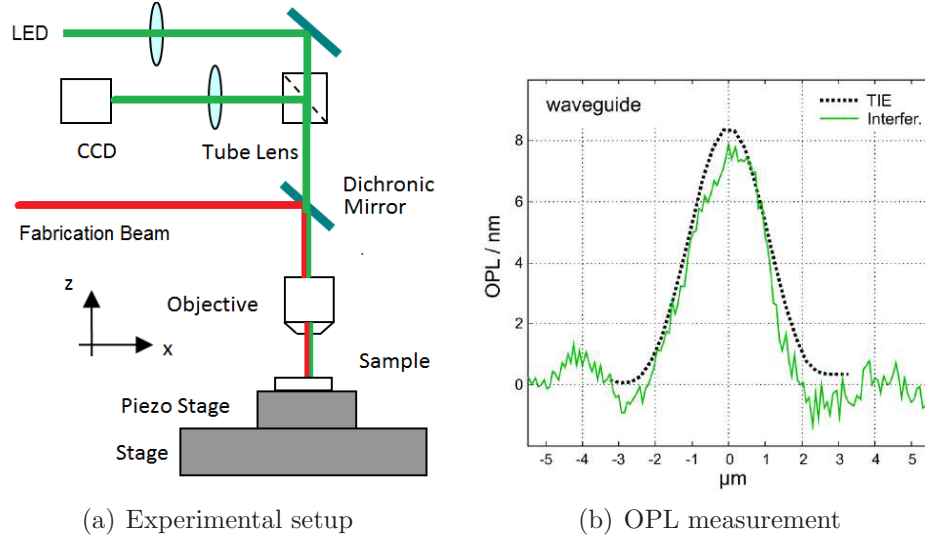 LED
CCD
Tube Lens
Dichronic
Mirror
Fabrication Beam
z
x
Objective
Sample
Piezo Stage
Stage
(a) Experimental setup
waveguide
TIE
Interfer.
OPL / nm
8
6
4
2
0
-5 -4 -3 -2 -1 0 1 2 3 4 5
μm
(b) OPL measurement